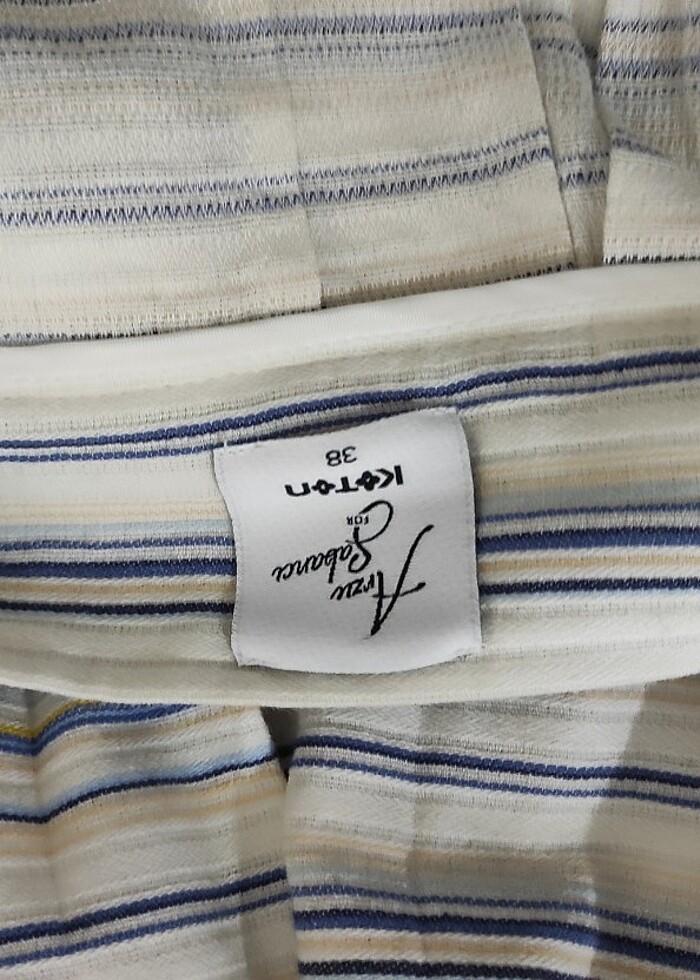 Arzu
Sabancı
FOR
KOTON
38